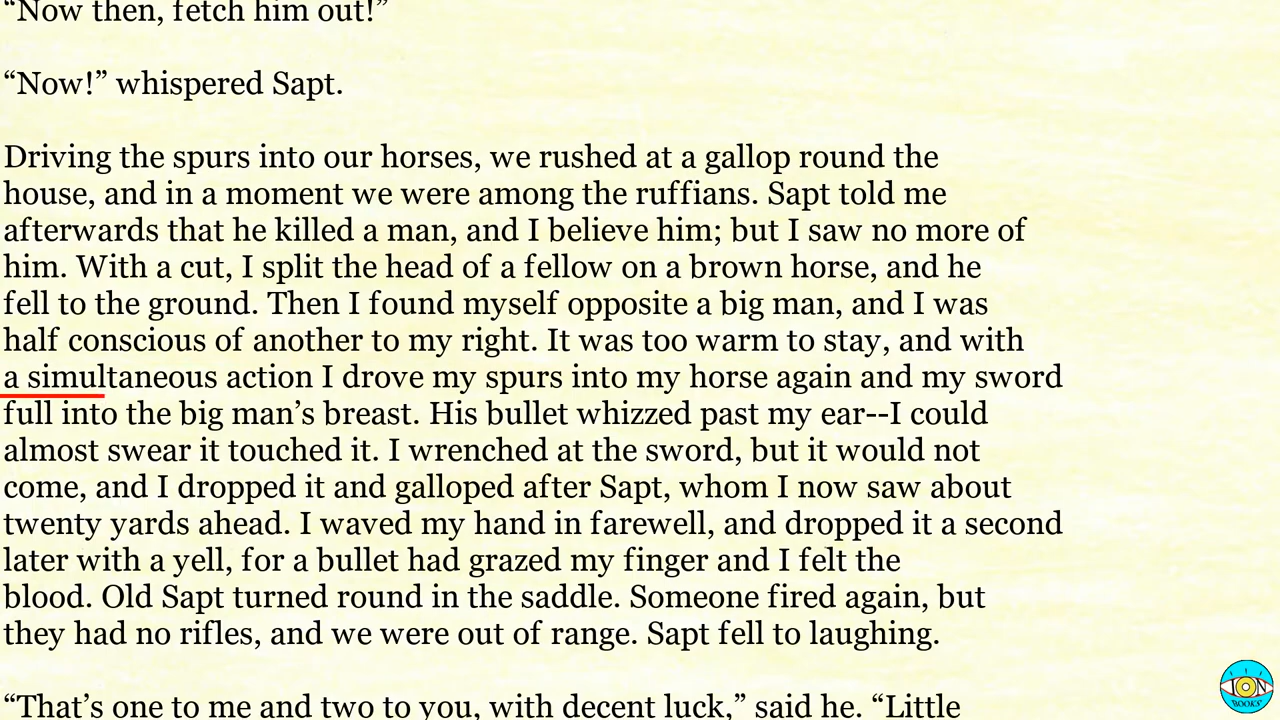 “Now then, fetch him out!”
“Now!” whispered Sapt.
Driving the spurs into our horses, we rushed at a gallop round the
house, and in a moment we were among the ruffians. Sapt told me
afterwards that he killed a man, and I believe him; but I saw no more of
him. With a cut, I split the head of a fellow on a brown horse, and he
fell to the ground. Then I found myself opposite a big man, and I was
half conscious of another to my right. It was too warm to stay, and with
a simultaneous action I drove my spurs into my horse again and my sword
full into the big man’s breast. His bullet whizzed past my ear--I could
almost swear it touched it. I wrenched at the sword, but it would not
come, and I dropped it and galloped after Sapt, whom I now saw about
twenty yards ahead. I waved my hand in farewell, and dropped it a second
later with a yell, for a bullet had grazed my finger and I felt the
blood. Old Sapt turned round in the saddle. Someone fired again, but
they had no rifles, and we were out of range. Sapt fell to laughing.
“That’s one to me and two to you, with decent luck,” said he. “Little
ION
BOOKS